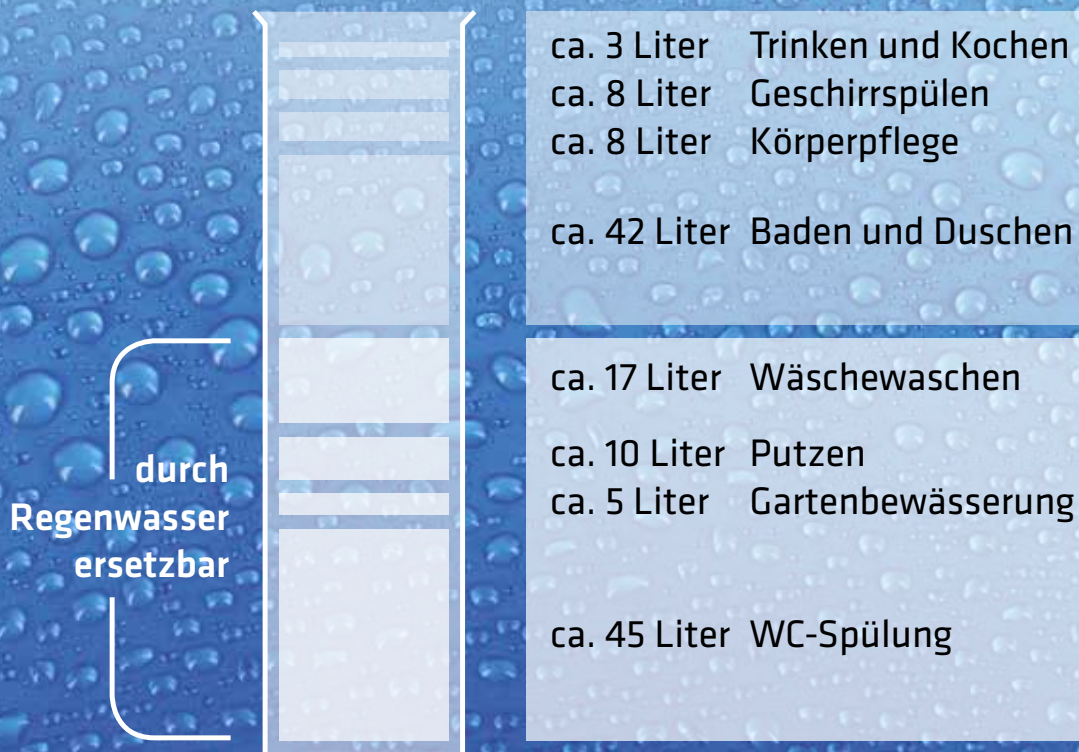 ca. 3 Liter Trinken und Kochen
ca. 8 Liter Geschirrspülen
ca. 8 Liter Körperpflege
ca. 42 Liter Baden und Duschen
ca. 17 Liter Wäschewaschen
ca. 10 Liter Putzen
ca. 5 Liter Gartenbewässerung
ca. 45 Liter WC-Spülung
durch
Regenwasser
ersetzbar